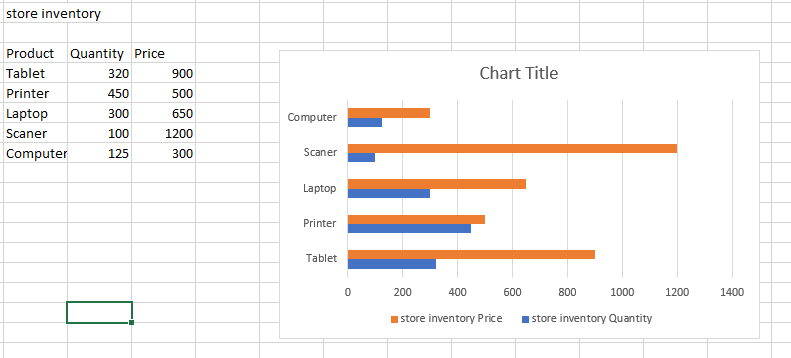 store inventory
Product Quantity Price
Tablet 320 900
Printer 450 500
Laptop 300 650
Scaner 100 1200
Computer 125 300
Chart Title
Computer
Scaner
Laptop
Printer
Tablet
0 200 400 600 800 1000 1200 1400
store inventory Price store inventory Quantity